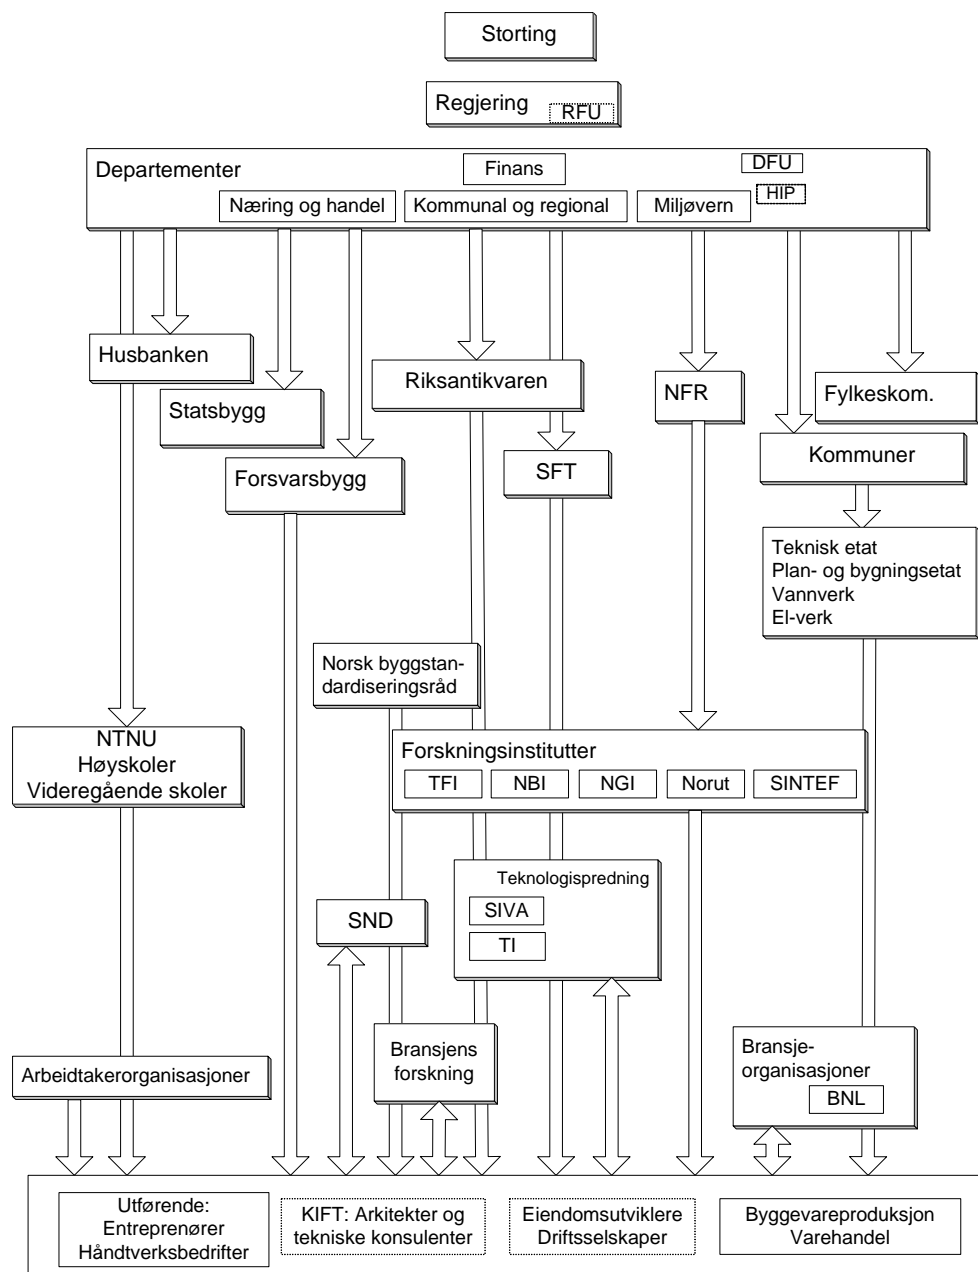 Storting
Regjering
RFU
Departementer
Finans
DFU
HIP
Næring og handel
Kommunal og regional
Miljøvern
Husbanken
Riksantikvaren
NFR
Fylkeskom.
Statsbygg
Kommuner
Forsvarsbygg
SFT
Teknisk etat
Plan- og bygningsetat
Vannverk
El-verk
Norsk byggstan-
dardiseringsråd
NTNU
Høyskoler
Videregående skoler
Forskningsinstitutter
TFI
NBI
NGI
Norut
SINTEF
Teknologispredning
SIVA
TI
SND
Bransjens
forskning
Bransje-
organisasjoner
BNL
Arbeidtakerorganisasjoner
Utførende:
Entreprenører
Håndtverksbedrifter
KIFT: Arkitekter og
tekniske konsulenter
Eiendomsutviklere
Driftsselskaper
Byggevareproduksjon
Varehandel